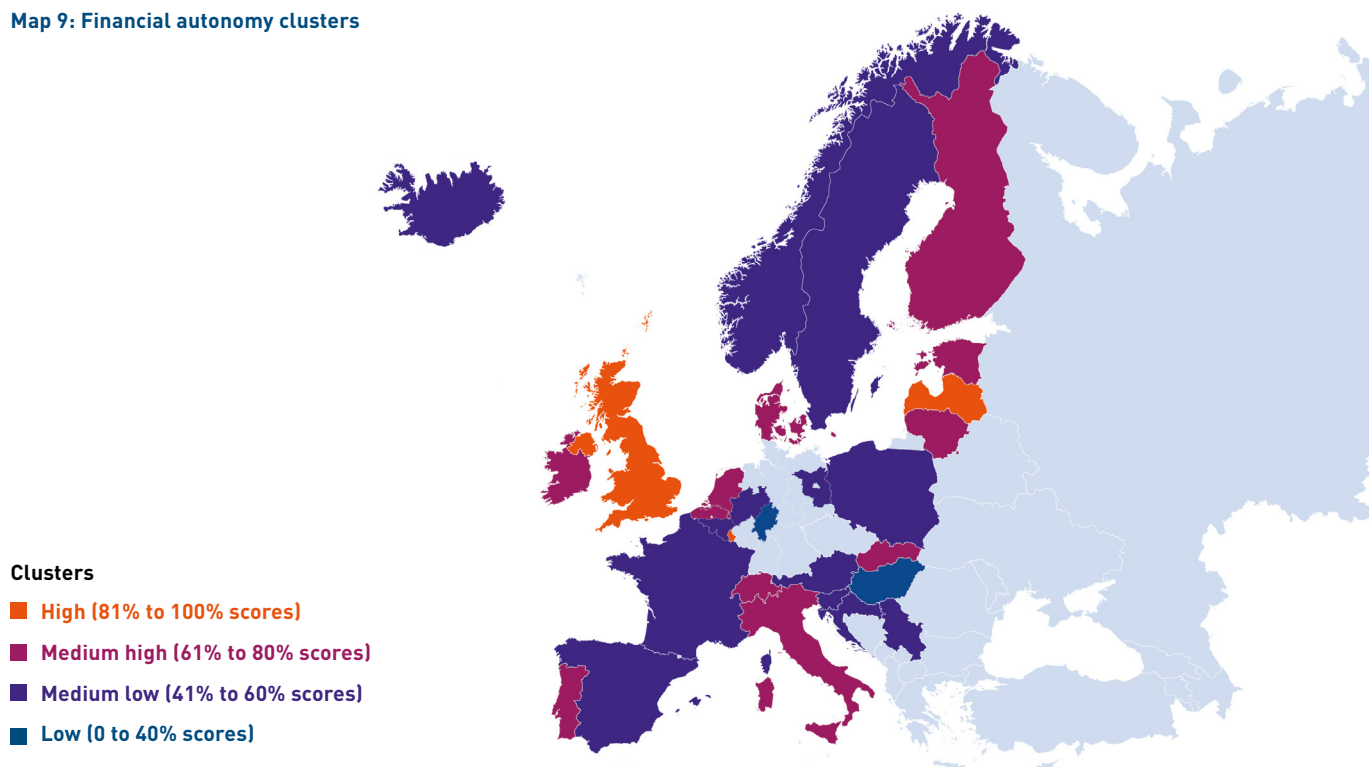 Map 9: Financial autonomy clusters
Clusters
High (81% to 100% scores)
Medium high (61% to 80% scores)
Medium low (41% to 60% scores)
Low (0 to 40% scores)